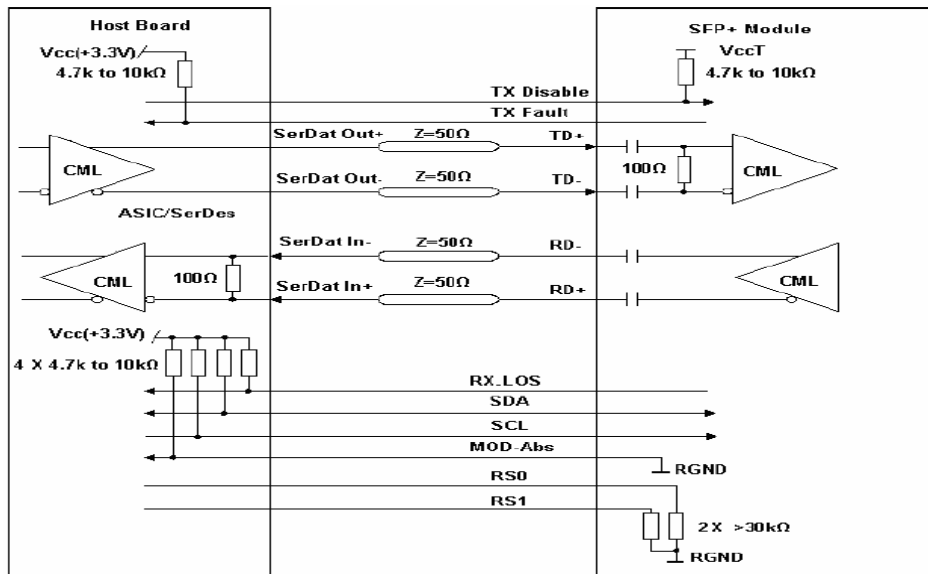 Host Board
SFP+ Module
Vcc(+3.3V)
4.7k to 10kΩ
VccT
4.7k to 10kΩ
TX Disable
TX Fault
SerDat Out+
Z=50Ω
TD+
CML
100Ω
CML
SerDat Out-
Z=50Ω
TD-
ASIC/SerDes
SerDat In-
Z=50Ω
RD-
CML
100Ω
CML
SerDat In+
Z=50Ω
RD+
Vcc(+3.3V)
4 X 4.7k to 10kΩ
RX_LOS
SDA
SCL
MOD-Abs
RGND
RS0
RS1
2X >30kΩ
RGND